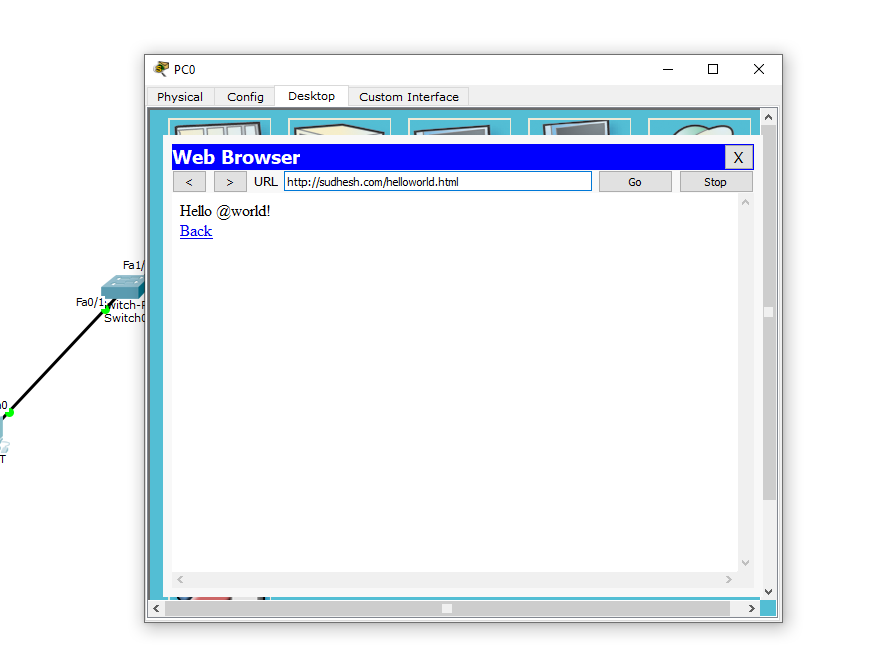 PC0
Physical Config Desktop Custom Interface
Web Browser X
< > URL http://sudhesh.com/helloworld.html Go Stop
Hello @world!
Back
Fa1/
Fa0/1
witch-P
Switch0
T